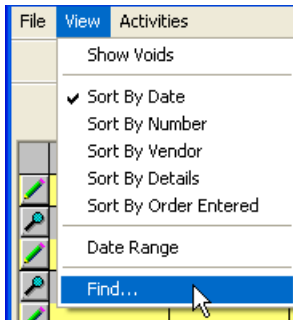 File View Activities
Show Voids
Sort By Date
Sort By Number
Sort By Vendor
Sort By Details
Sort By Order Entered
Date Range
Find...